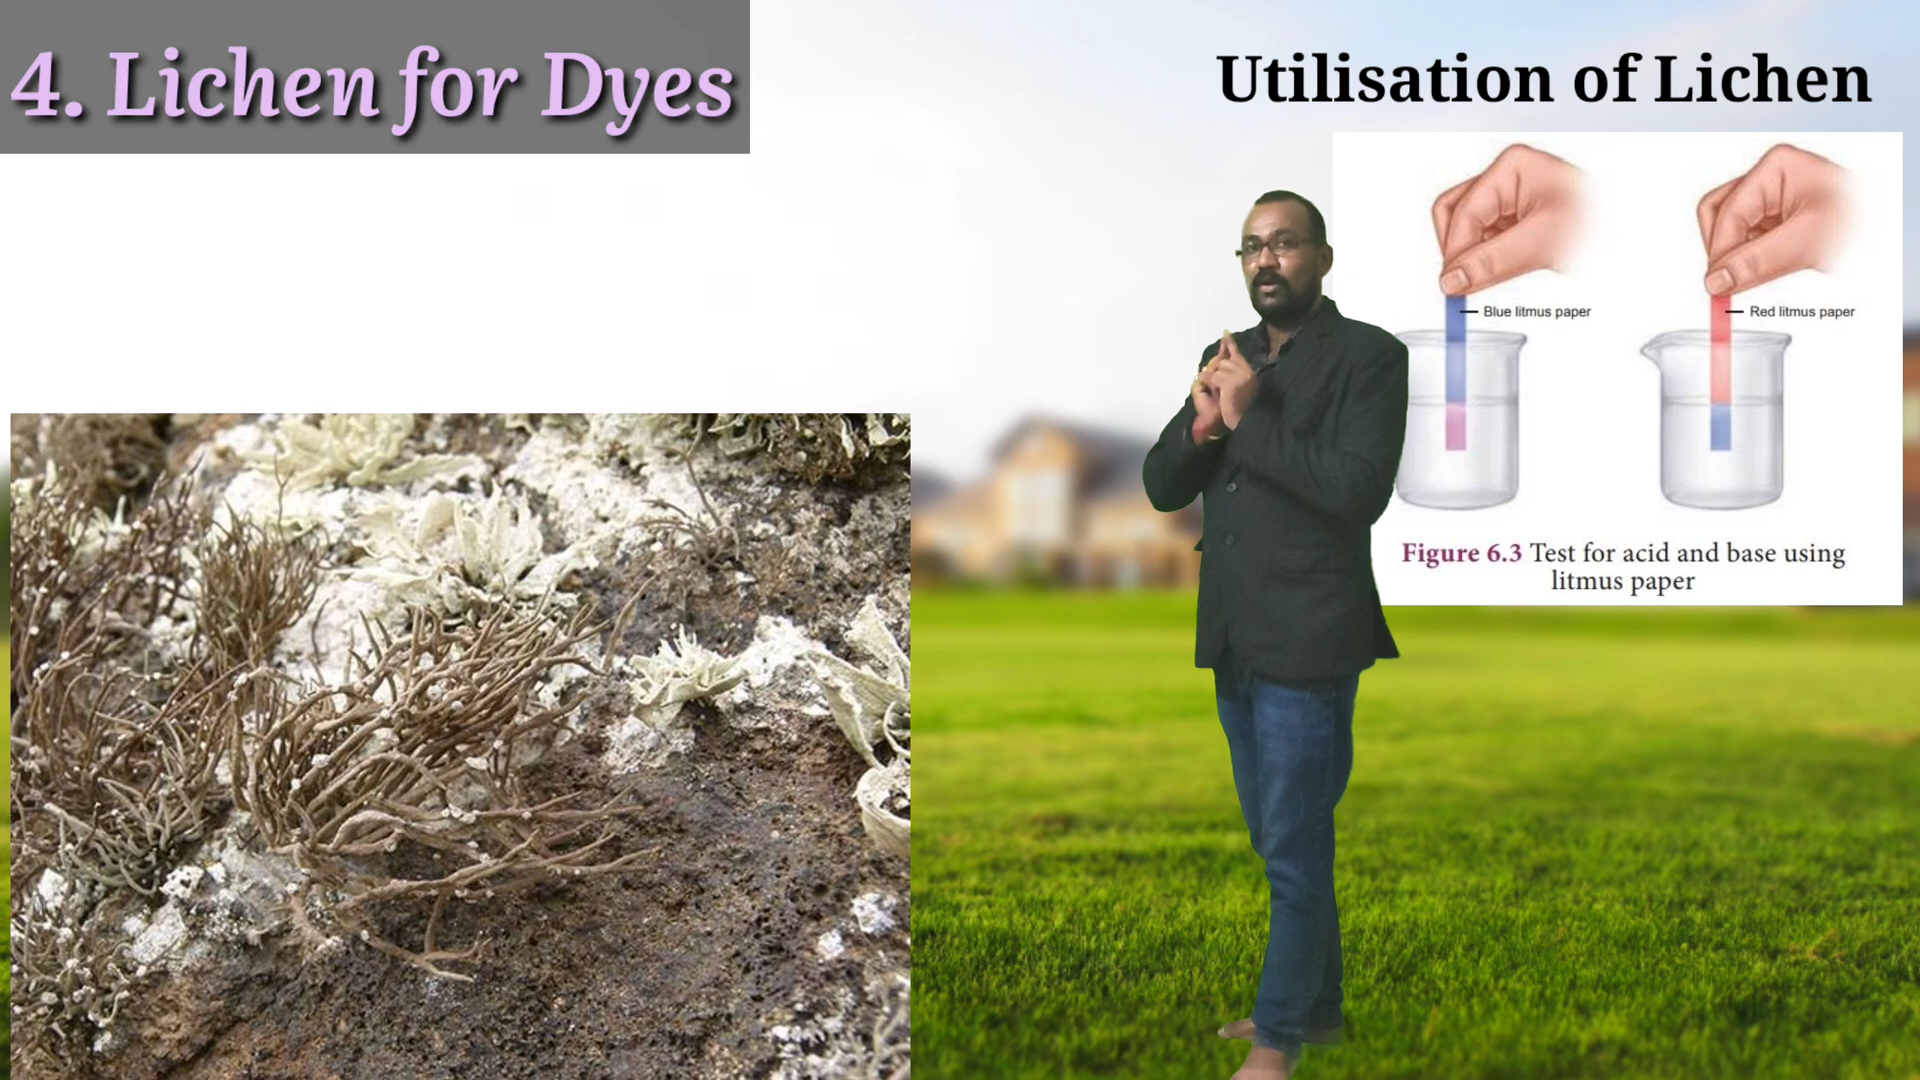 4. Lichen for Dyes
Utilisation of Lichen
Blue litmus paper
Red litmus paper
Figure 6.3 Test for acid and base using
litmus paper